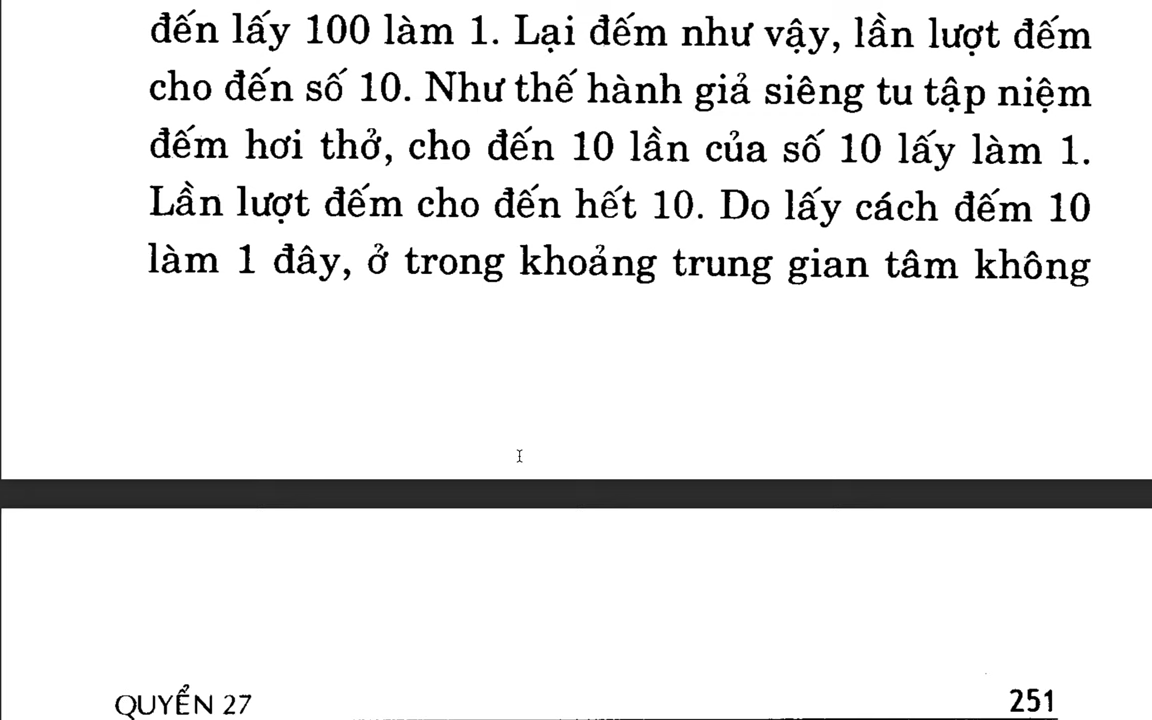 đến lấy 100 làm 1. Lại đếm như vậy, lần lượt đếm
cho đến số 10. Như thế hành giả siêng tu tập niệm
đếm hơi thở, cho đến 10 lần của số 10 lấy làm 1.
Lần lượt đếm cho đến hết 10. Do lấy cách đếm 10
làm 1 đây, ở trong khoảng trung gian tâm không
QUYỂN 27 251